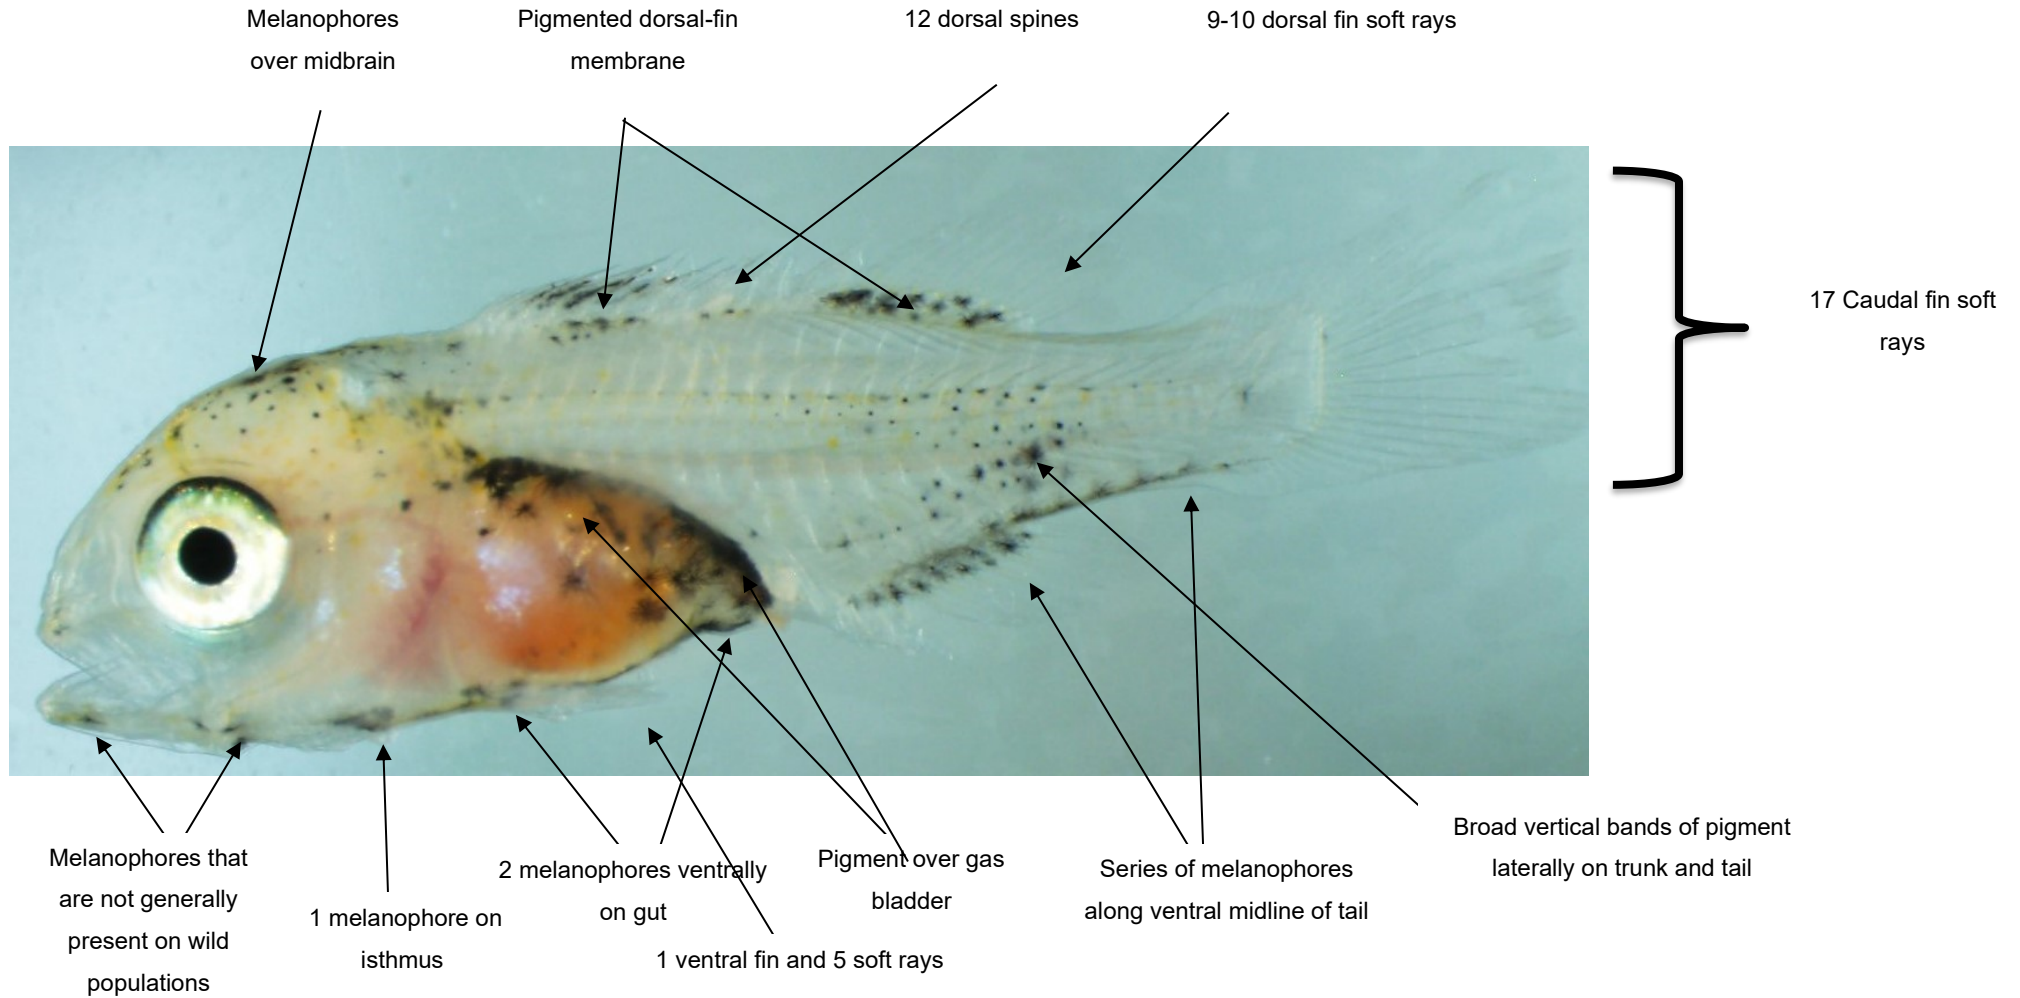 Melanophores
over midbrain
Pigmented dorsal-fin
membrane
12 dorsal spines
9-10 dorsal fin soft rays
17 Caudal fin soft
rays
Melanophores that
are not generally
present on wild
populations
1 melanophore on
isthmus
2 melanophores ventrally
on gut
1 ventral fin and 5 soft rays
Pigment over gas
bladder
Series of melanophores
along ventral midline of tail
Broad vertical bands of pigment
laterally on trunk and tail